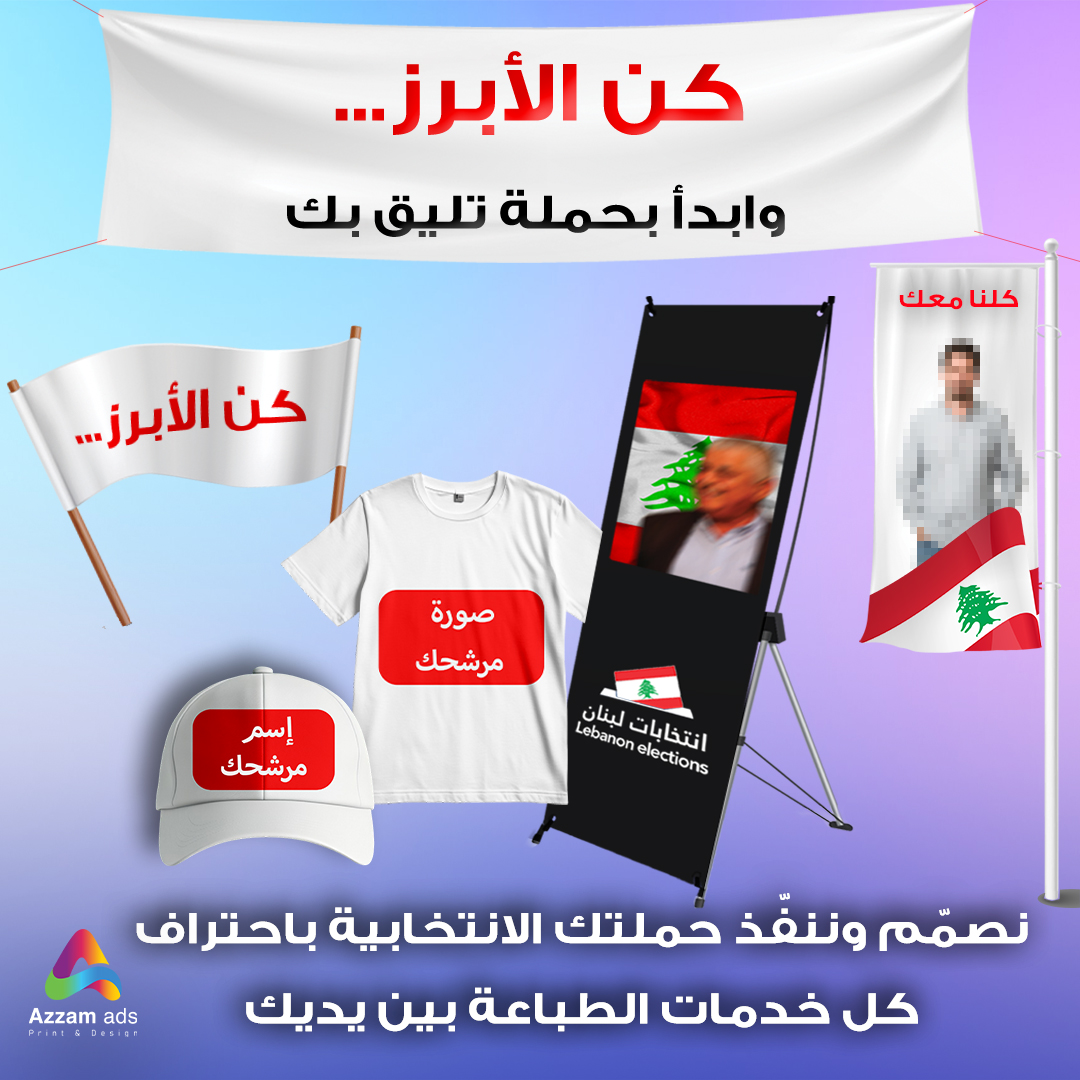 كن الأبرز...
وابدأ بحملة تليق بك
كلنا معك
كن الأبرز...
صورة
مرشحك
إسم
مرشحك
انتخابات لبنان
Lebanon elections
نصمّم وننفّذ حملتك الانتخابية باحتراف
كل خدمات الطباعة بين يديك
Azzam ads
Print & Design